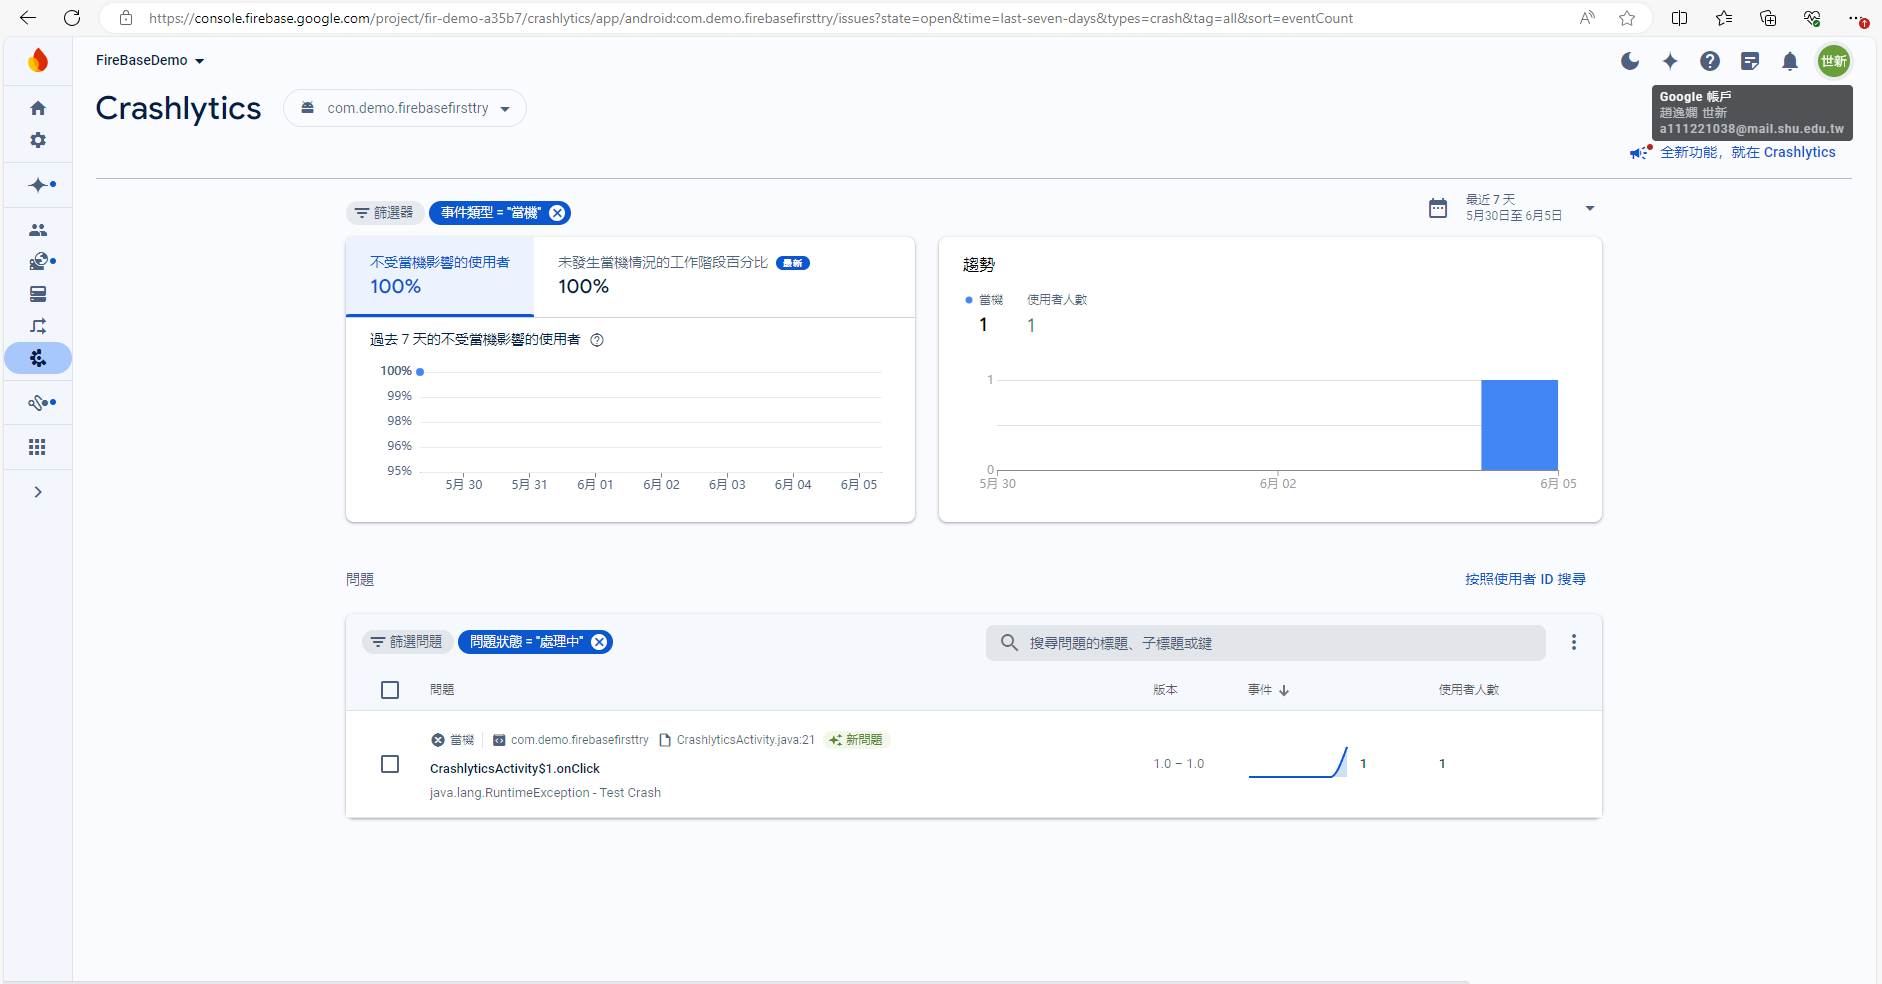 https://console.firebase.google.com/project/fir-demo-a35b7/crashlytics/app/android:com.demo.firebasefirsttry/issues?state=open&time=last-seven-days&types=crash&tag=all&sort=eventCount
FireBaseDemo
世新
Crashlytics
com.demo.firebasefirsttry
Google 帳戶
趙逸嫺 世新
a111221038@mail.shu.edu.tw
全新功能，就在 Crashlytics
篩選器
事件類型 = "當機"
最近 7 天
5月30日至 6月5日
不受當機影響的使用者
100%
未發生當機情況的工作階段百分比 最新
100%
過去 7 天的不受當機影響的使用者
100%
99%
98%
96%
95%
5月 30 5月 31 6月 01 6月 02 6月 03 6月 04 6月 05
趨勢
當機 使用者人數
1 1
1
0
5月 30 6月 02 6月 05
問題
按照使用者 ID 搜尋
篩選問題
問題狀態 = "處理中"
搜尋問題的標題、子標題或鍵
問題 版本 事件 使用者人數
當機 com.demo.firebasefirsttry CrashlyticsActivity.java:21 新問題
CrashlyticsActivity$1.onClick
java.lang.RuntimeException - Test Crash
1.0 – 1.0 1 1